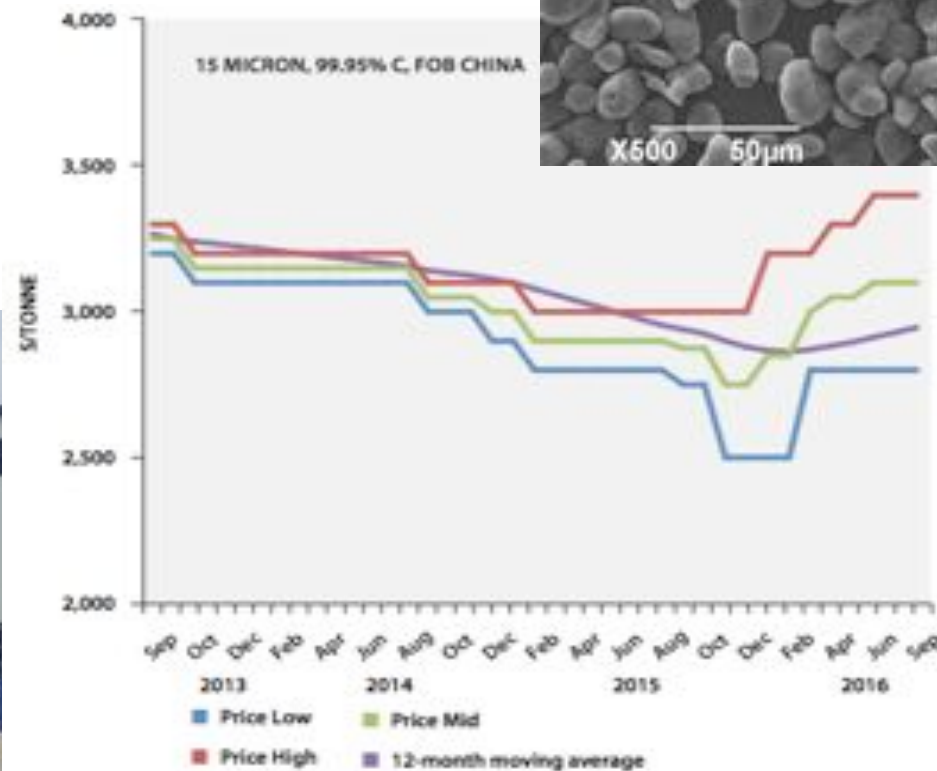 4,000
15 MICRON, 99.95% C, FOB CHINA
X500 50µm
3,500
$/TONNE
3,000
2,500
2,000
Sep Oct Dec Feb Apr Jun Aug Oct Dec Feb Apr Jun Aug Oct Dec Feb Apr Jun Sep
2013 2014 2015 2016
Price Low Price Mid
Price High 12-month moving average